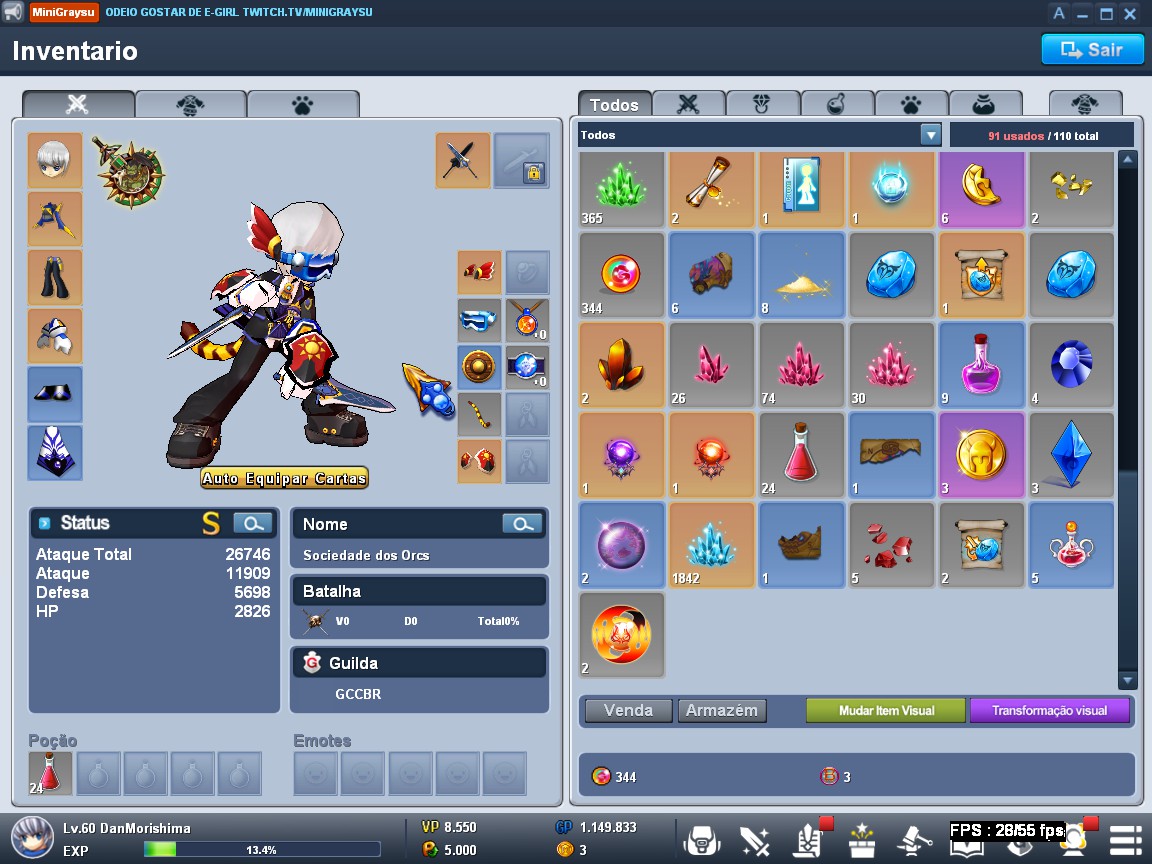 MiniGraysu ODEIO GOSTAR DE E-GIRL TWITCH.TV/MINIGRAYSU
A
Inventario
Sair
Todos
Todos
91 usados / 110 total
365 2 1 1 6 2
344 6 8 1
2 26 74 30 9 4
1 1 24 1 3 3
2 1842 1 5 2 5
2
+0
+0
Auto Equipar Cartas
Status S
Ataque Total 26746
Ataque 11909
Defesa 5698
HP 2826
Nome
Sociedade dos Orcs
Batalha
V0 D0 Total0%
G Guilda
GCCBR
Venda Armazém Mudar Item Visual Transformação visual
Poção
24
Emotes
344 3
Lv.60 DanMorishima
EXP 13.4%
VP 8.550
5.000
GP 1.149.833
3
FPS : 28/55 fps